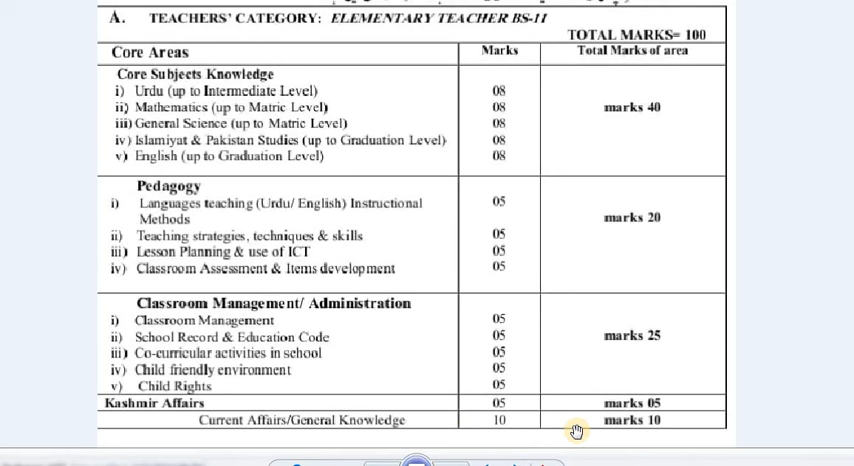 A. TEACHERS' CATEGORY: ELEMENTARY TEACHER BS-11
TOTAL MARKS= 100
Core Areas Marks Total Marks of area
Core Subjects Knowledge
i) Urdu (up to Intermediate Level) 08
ii) Mathematics (up to Matric Level) 08 marks 40
iii) General Science (up to Matric Level) 08
iv) Islamiyat & Pakistan Studies (up to Graduation Level) 08
v) English (up to Graduation Level) 08
Pedagogy
i) Languages teaching (Urdu/ English) Instructional 05
Methods marks 20
ii) Teaching strategies, techniques & skills 05
iii) Lesson Planning & use of ICT 05
iv) Classroom Assessment & Items development 05
Classroom Management/ Administration
i) Classroom Management 05
ii) School Record & Education Code 05 marks 25
iii) Co-curricular activities in school 05
iv) Child friendly environment 05
v) Child Rights 05
Kashmir Affairs 05 marks 05
Current Affairs/General Knowledge 10 marks 10